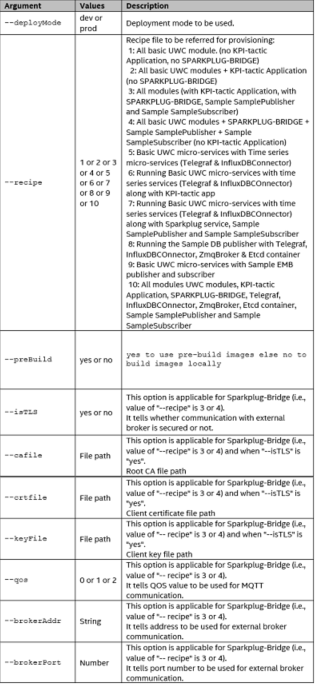 Argument Values Description
--deployMode dev or prod Deployment mode to be used.
--recipe
1 or 2 or 3
or 4 or 5
or 6 or 7
or 8 or 9
or 10
Recipe file to be referred for provisioning:
1: All basic UWC module. (no KPI-tactic
Application, no SPARKPLUG-BRIDGE)
2: All basic UWC modules + KPI-tactic Application
(no SPARKPLUG-BRIDGE)
3: All modules (with KPI-tactic Application, with
SPARKPLUG-BRIDGE, Sample SamplePublisher
and Sample SampleSubscriber)
4: All basic UWC modules + SPARKPLUG-BRIDGE +
Sample SamplePublisher + Sample
SampleSubscriber (no KPI-tactic Application)
5: Basic UWC micro-services with Time series
micro-services (Telegraf & InfluxDBConnector)
6: Running Basic UWC micro-services with time
series services (Telegraf & InfluxDBConnector)
along with KPI-tactic app
7: Running Basic UWC micro-services with time
series services (Telegraf & InfluxDBConnector)
along with Sparkplug service, Sample
SamplePublisher and Sample SampleSubscriber
8: Running the Sample DB publisher with Telegraf,
InfluxDBConnector, ZmqBroker & Etcd container
9: Basic UWC micro-services with Sample EMB
publisher and subscriber
10: All modules UWC modules, KPI-tactic
Application, SPARKPLUG-BRIDGE, Telegraf,
InfluxDBConnector, ZmqBroker, Etcd container,
Sample SamplePublisher and Sample
SampleSubscriber
--preBuild yes or no
yes to use pre-build images else no to
build images locally
--isTLS yes or no
This option is applicable for Sparkplug-Bridge (i.e.,
value of "--recipe" is 3 or 4).
It tells whether communication with external
broker is secured or not.
--cafile File path
This option is applicable for Sparkplug-Bridge (i.e.,
value of "--recipe" is 3 or 4) and when "--isTLS" is
"yes".
Root CA file path
--crtfile File path
This option is applicable for Sparkplug-Bridge (i.e.,
value of "--recipe" is 3 or 4) and when "--isTLS" is
"yes".
Client certificate file path
--keyFile File path
This option is applicable for Sparkplug-Bridge (i.e.,
value of "-- recipe" is 3 or 4) and when "--isTLS" is
"yes".
Client key file path
--qos 0 or 1 or 2
This option is applicable for Sparkplug-Bridge (i.e.,
value of "-- recipe" is 3 or 4).
It tells QOS value to be used for MQTT
communication.
--brokerAddr String
This option is applicable for Sparkplug-Bridge (i.e.,
value of "-- recipe" is 3 or 4).
It tells address to be used for external broker
communication.
--brokerPort Number
This option is applicable for Sparkplug-Bridge (i.e.,
value of "-- recipe" is 3 or 4).
It tells port number to be used for external broker
communication.